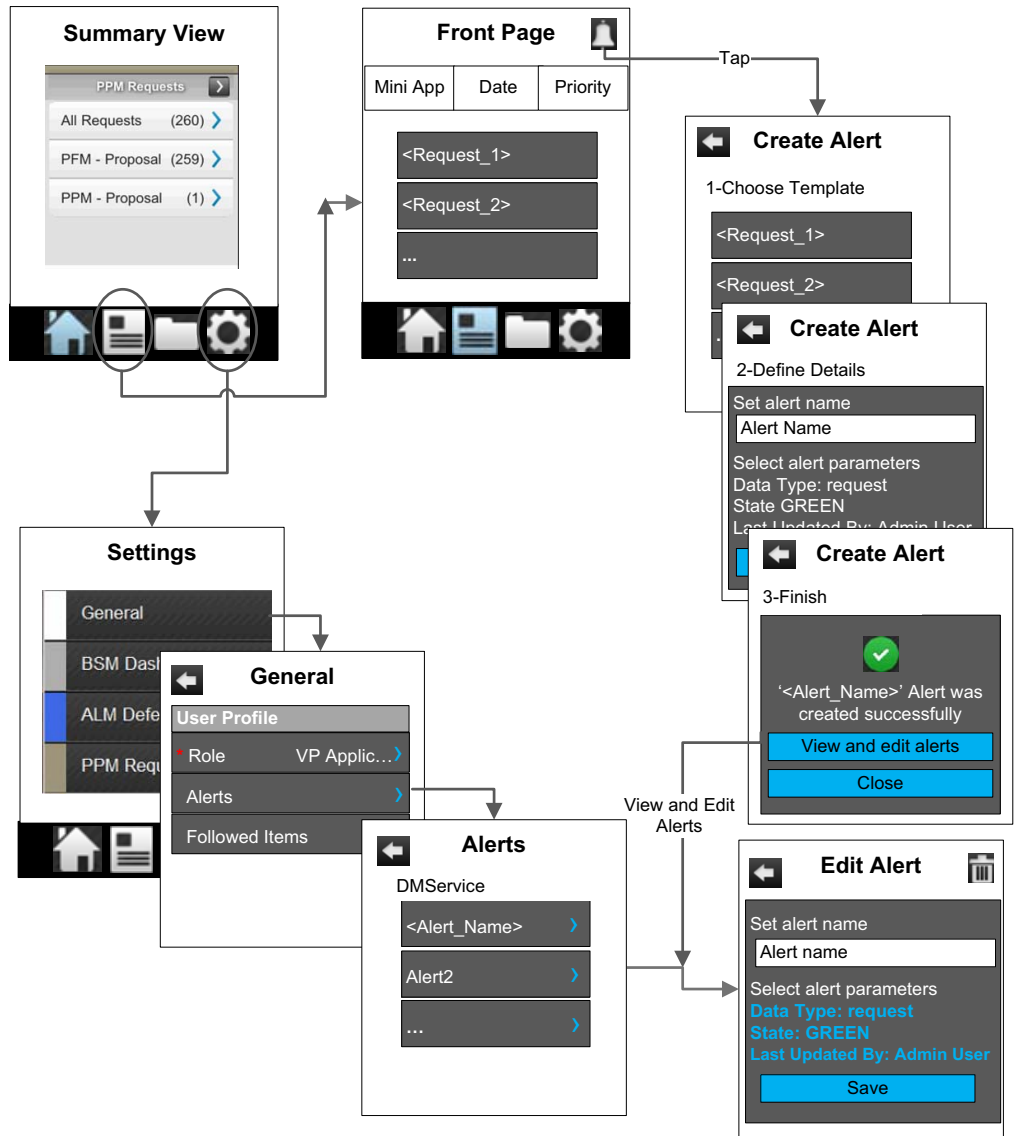 Summary View
PPM Requests
All Requests (260)
PFM - Proposal (259)
PPM - Proposal (1)
Front Page
Mini App Date Priority
<Request_1>
<Request_2>
...
Tap
Create Alert
1-Choose Template
<Request_1>
<Request_2>
Create Alert
2-Define Details
Set alert name
Alert Name
Select alert parameters
Data Type: request
State GREEN
Last Updated By: Admin User
Create Alert
3-Finish
‘<Alert_Name>’ Alert was
created successfully
View and edit alerts
Close
Settings
General
BSM Dash
ALM Defe
PPM Requ
General
User Profile
* Role VP Applic...
Alerts
Followed Items
Alerts
DMService
<Alert_Name>
Alert2
...
View and Edit
Alerts
Edit Alert
Set alert name
Alert name
Select alert parameters
Data Type: request
State: GREEN
Last Updated By: Admin User
Save